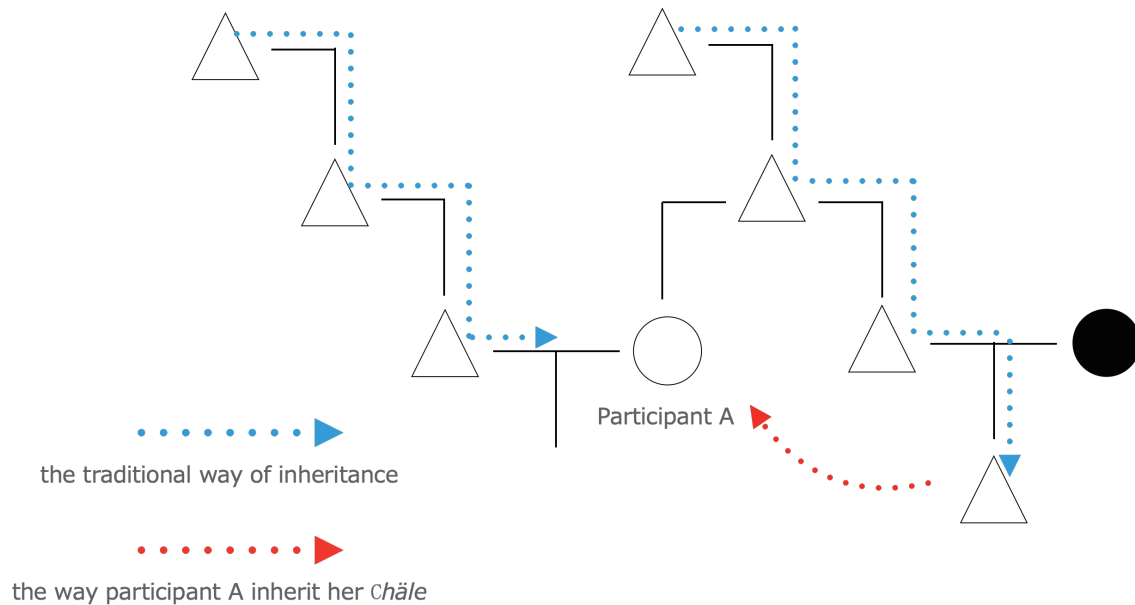 Participant A
the traditional way of inheritance
the way participant A inherit her Chäle